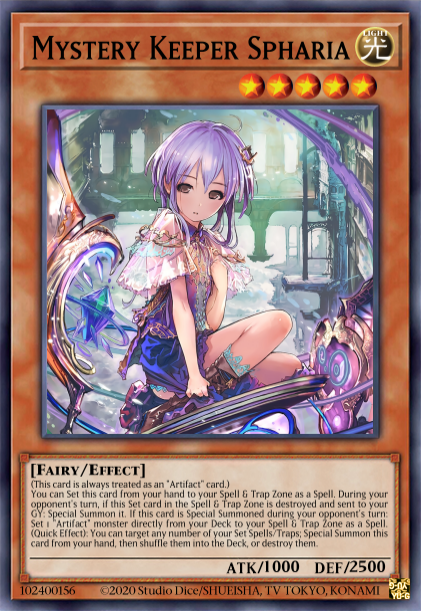 Mystery Keeper Spharia
LIGHT
光
[Fairy/Effect]
(This card is always treated as an "Artifact" card.)
You can Set this card from your hand to your Spell & Trap Zone as a Spell. During your
opponent's turn, if this Set card in the Spell & Trap Zone is destroyed and sent to your
GY: Special Summon it. If this card is Special Summoned during your opponent's turn:
Set 1 "Artifact" monster directly from your Deck to your Spell & Trap Zone as a Spell.
(Quick Effect): You can target any number of your Set Spells/Traps; Special Summon this
card from your hand, then shuffle them into the Deck, or destroy them.
ATK/1000 DEF/2500
102400156 ©2020 Studio Dice/SHUEISHA, TV TOKYO, KONAMI